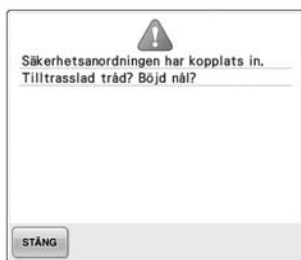 Säkerhetsanordningen har kopplats in.
Tilltrasslad tråd? Böjd nål?
STÄNG